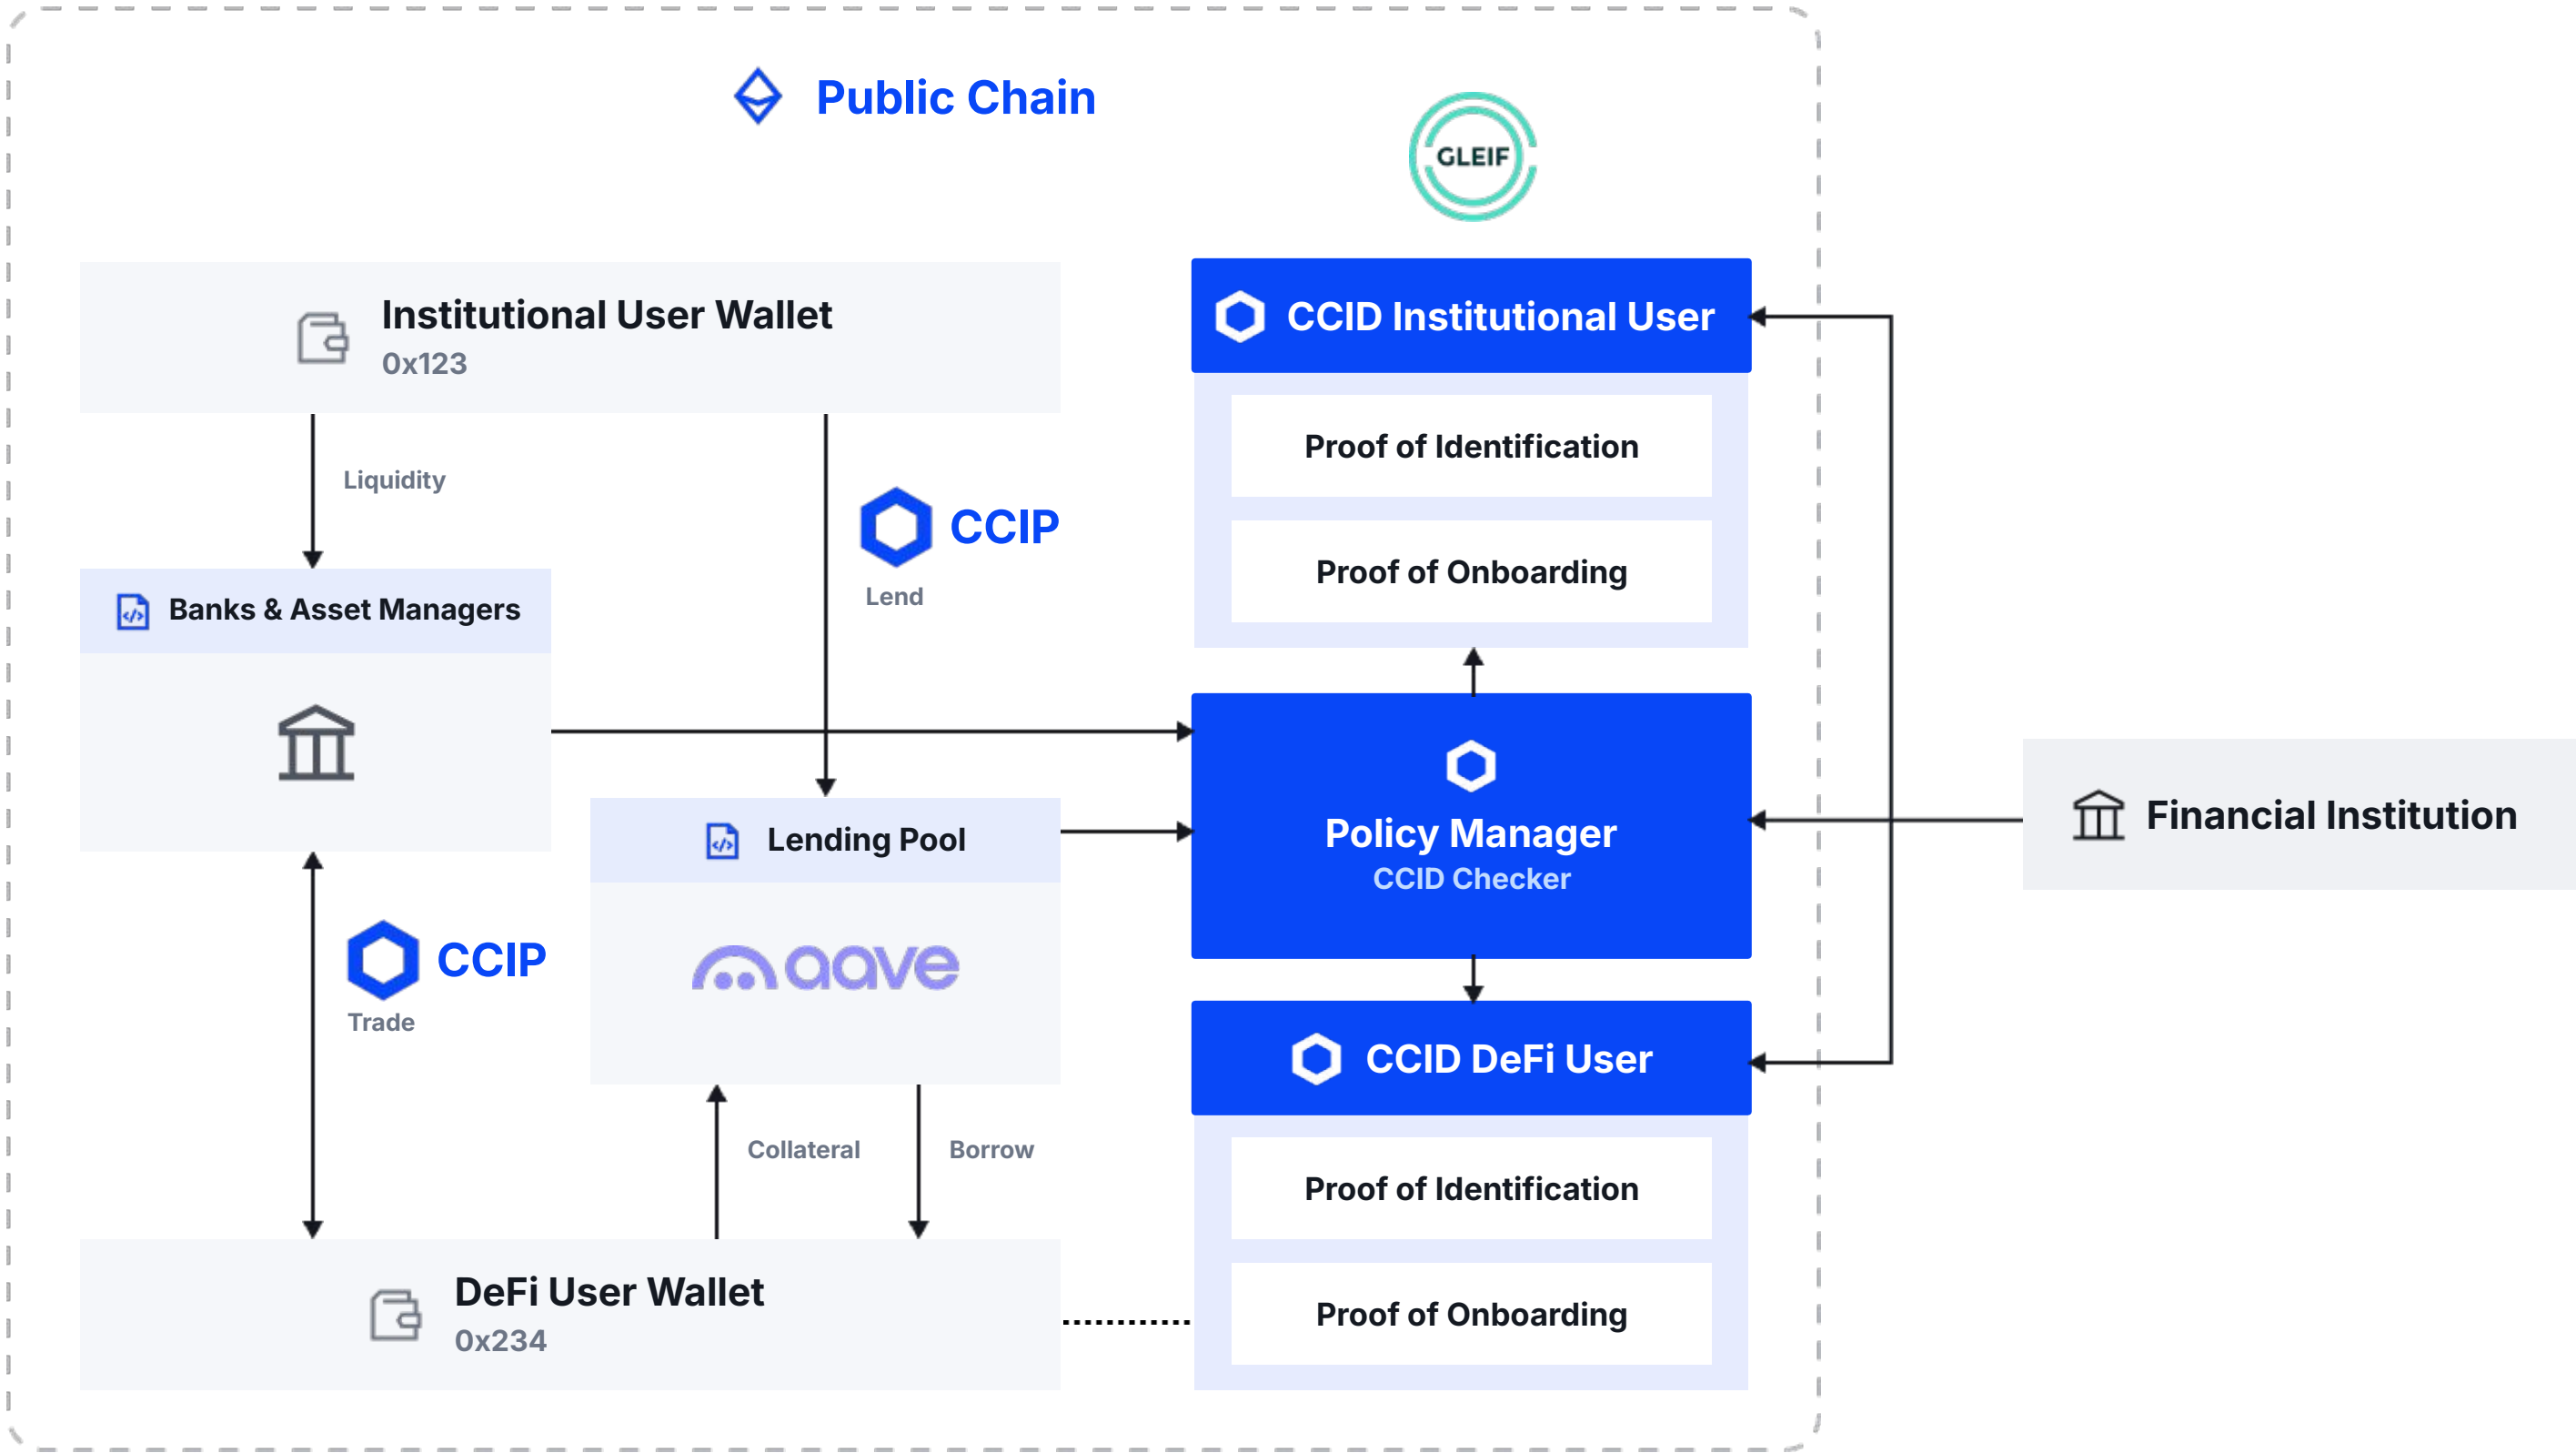 Public Chain
GLEIF
Institutional User Wallet
0x123
CCID Institutional User
Proof of Identification
Proof of Onboarding
Liquidity
CCIP
Lend
Banks & Asset Managers
Lending Pool
aave
Policy Manager
CCID Checker
Financial Institution
CCIP
Trade
Collateral
Borrow
CCID DeFi User
Proof of Identification
Proof of Onboarding
DeFi User Wallet
0x234